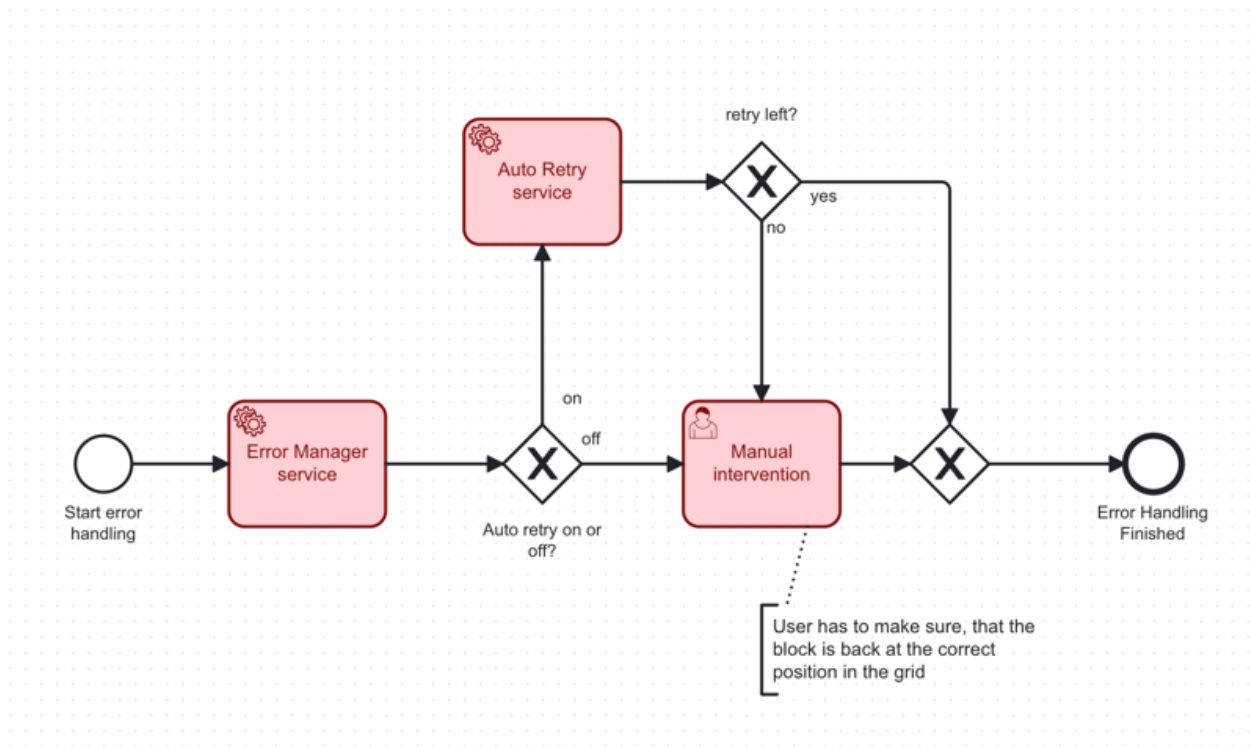 retry left?
Auto Retry
service
yes
no
on
off
Error Manager
service
Manual
intervention
Start error
handling
Auto retry on or
off?
Error Handling
Finished
User has to make sure, that the
block is back at the correct
position in the grid